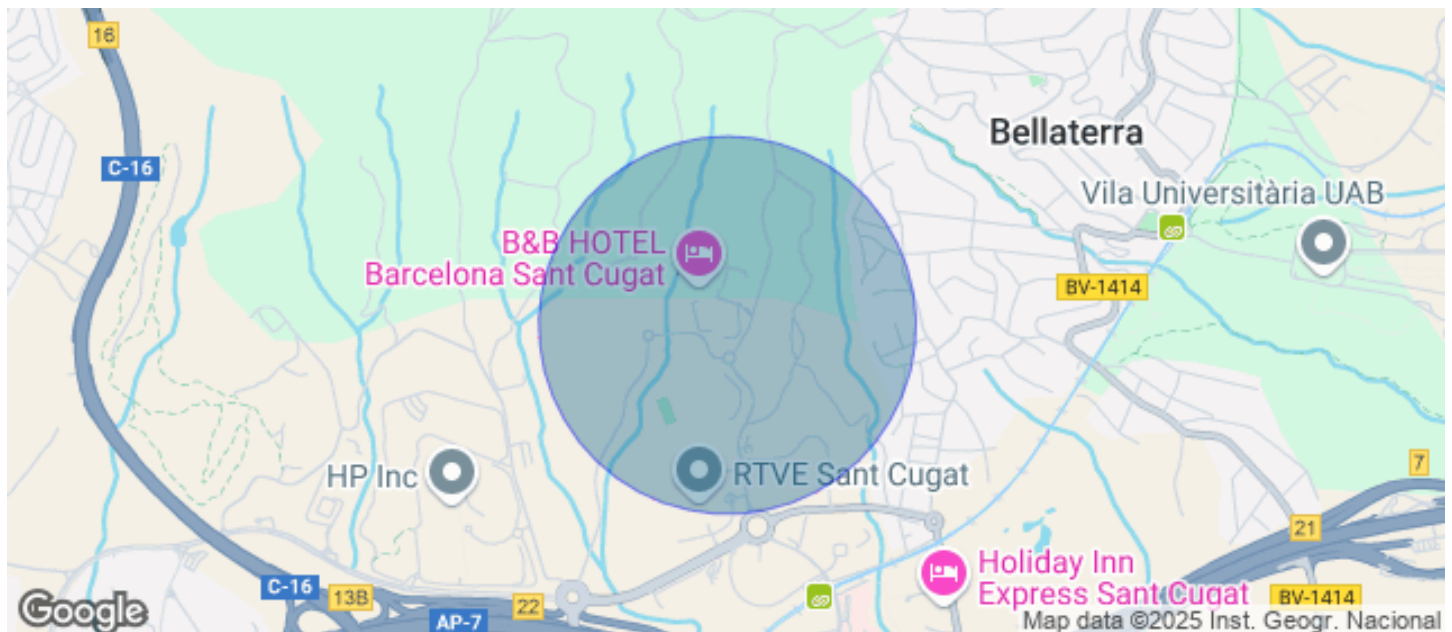 16
C-16
Bellaterra
Vila Universitària UAB
B&B HOTEL
Barcelona Sant Cugat
BV-1414
HP Inc
RTVE Sant Cugat
7
21
Holiday Inn
Express Sant Cugat
C-16
13B
22
AP-7
BV-1414
Google
Map data ©2025 Inst. Geogr. Nacional